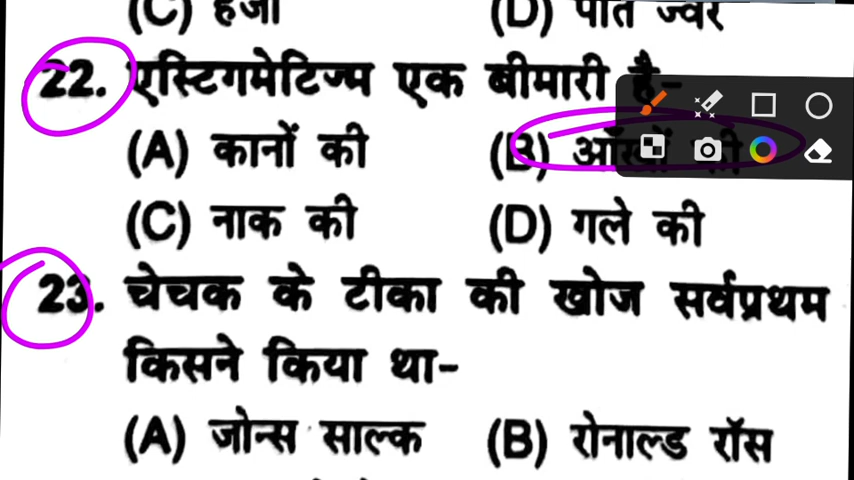 (C) हैजा (D) पीत ज्वर
22. एस्टिगमेटिज्म एक बीमारी है-
(A) कानों की (B) आँखों की
(C) नाक की (D) गले की
23. चेचक के टीका की खोज सर्वप्रथम
किसने किया था-
(A) जोन्स साल्क (B) रोनाल्ड रॉस